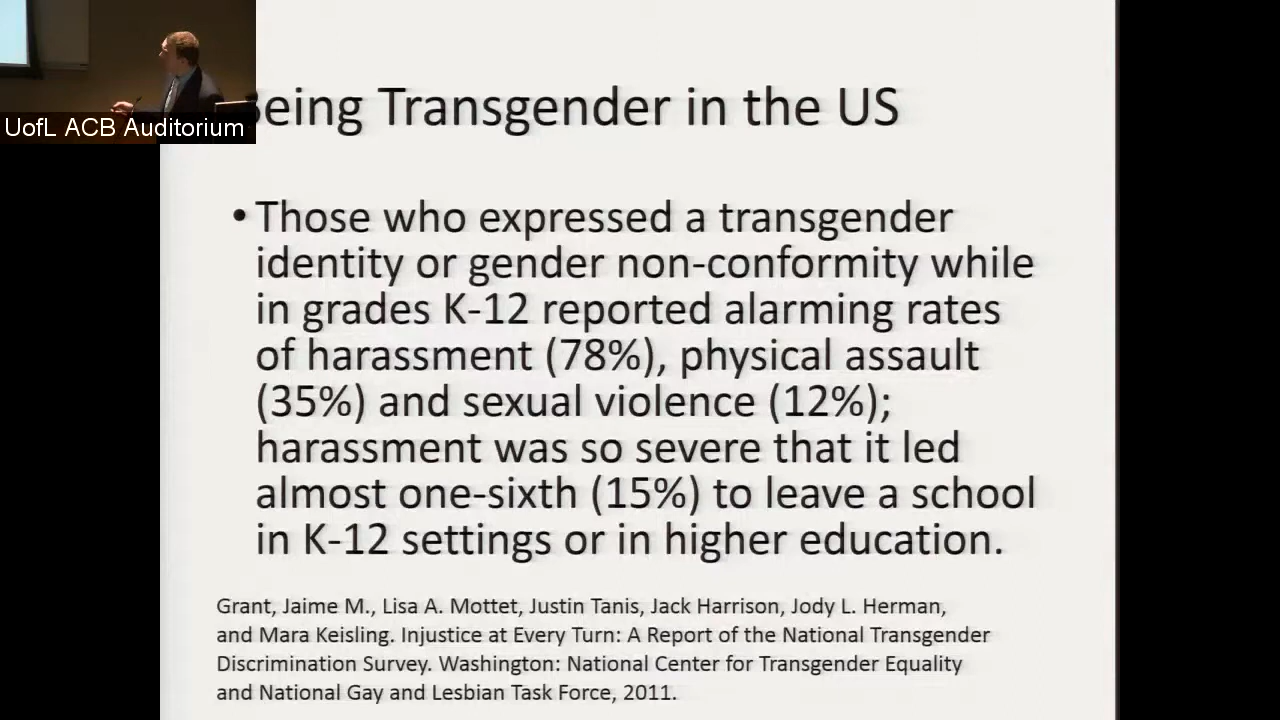 UofL ACB Auditorium
eing Transgender in the US
• Those who expressed a transgender
identity or gender non-conformity while
in grades K-12 reported alarming rates
of harassment (78%), physical assault
(35%) and sexual violence (12%);
harassment was so severe that it led
almost one-sixth (15%) to leave a school
in K-12 settings or in higher education.
Grant, Jaime M., Lisa A. Mottet, Justin Tanis, Jack Harrison, Jody L. Herman,
and Mara Keisling. Injustice at Every Turn: A Report of the National Transgender
Discrimination Survey. Washington: National Center for Transgender Equality
and National Gay and Lesbian Task Force, 2011.